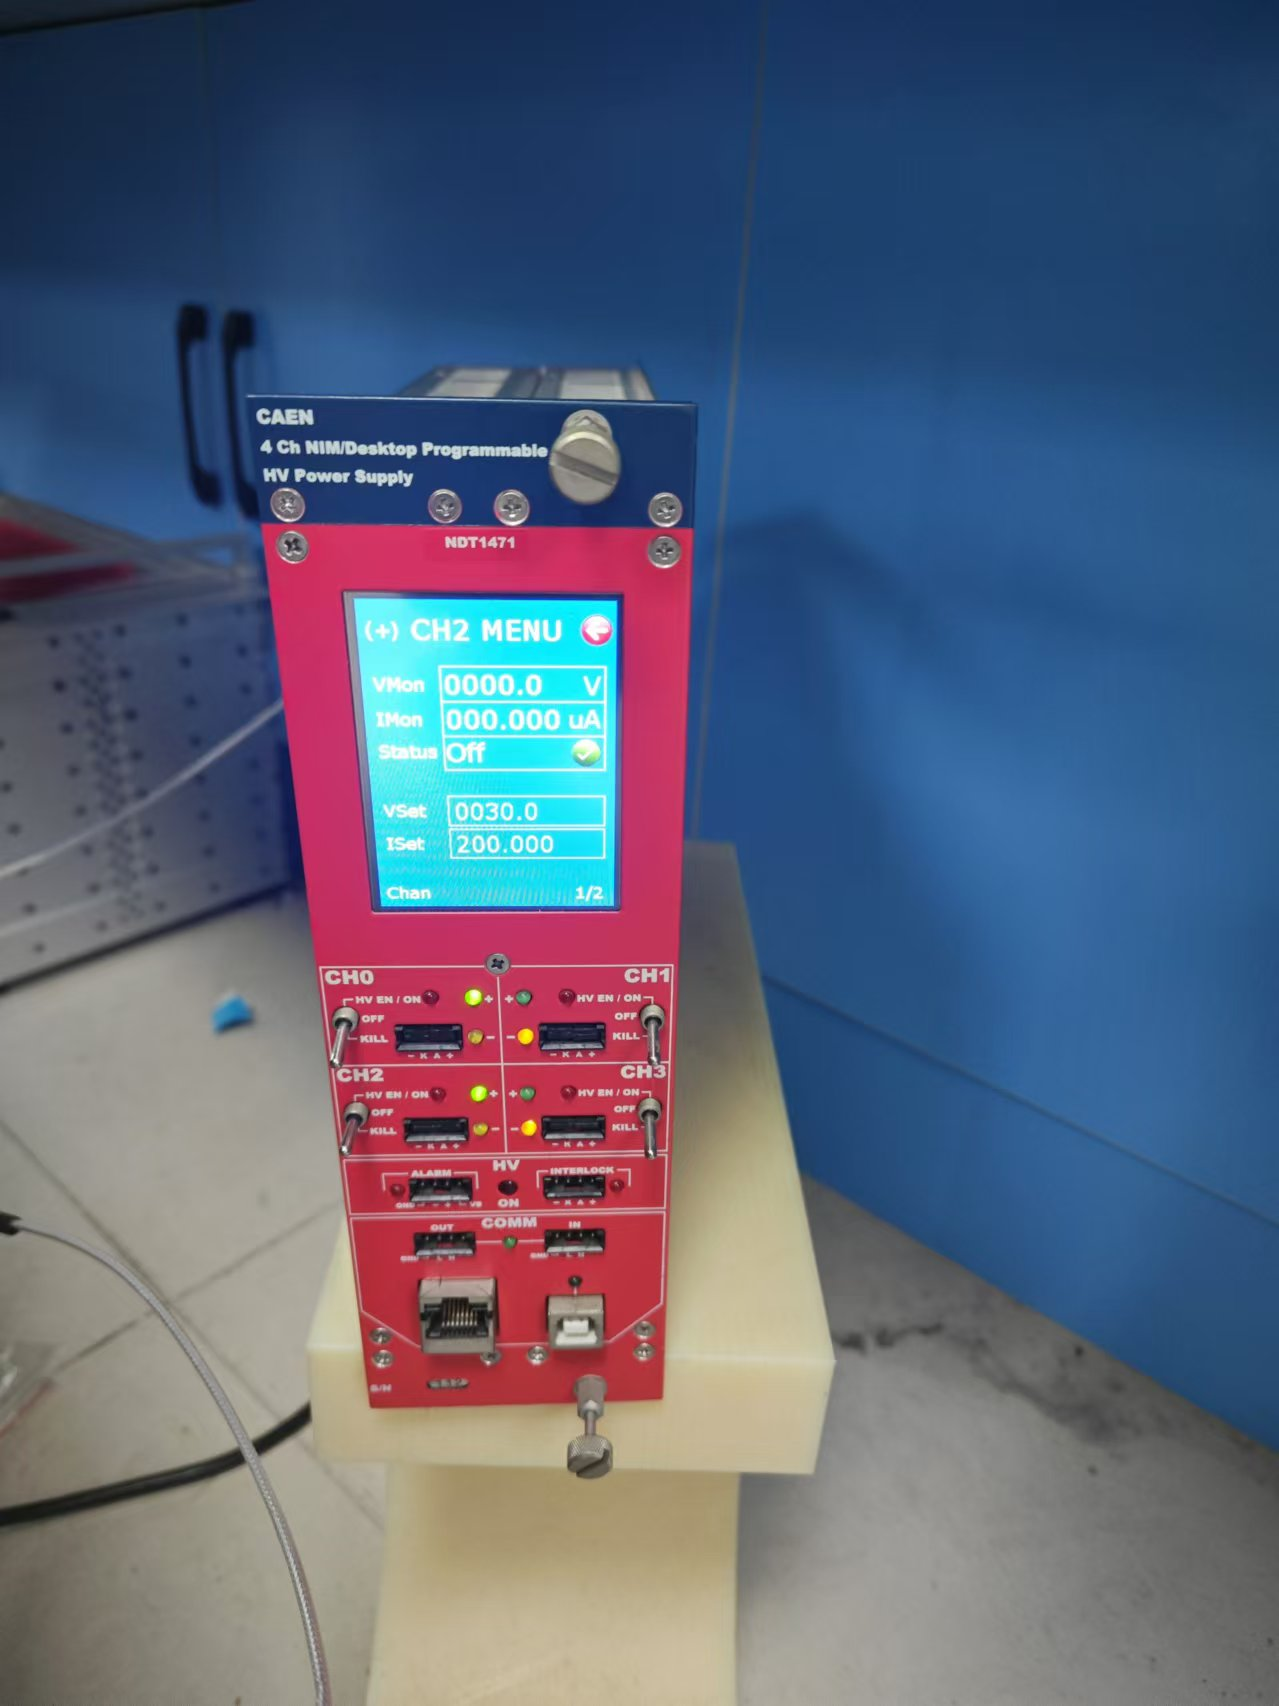 CAEN
4 Ch NIM/Desktop Programmable
HV Power Supply
NDT1471
(+) CH2 MENU
VMon 0000.0 V
IMon 000.000 uA
Status Off
VSet 0030.0
ISet 200.000
Chan 1/2
CH0 CH1
HV EN / ON + + HV EN / ON
OFF OFF
KILL - - KILL
- K A + - K A +
CH2 CH3
HV EN / ON + + HV EN / ON
OFF OFF
KILL - - KILL
- K A + - K A +
ALARM HV INTERLOCK
ON - K A +
OUT COMM IN
S/N